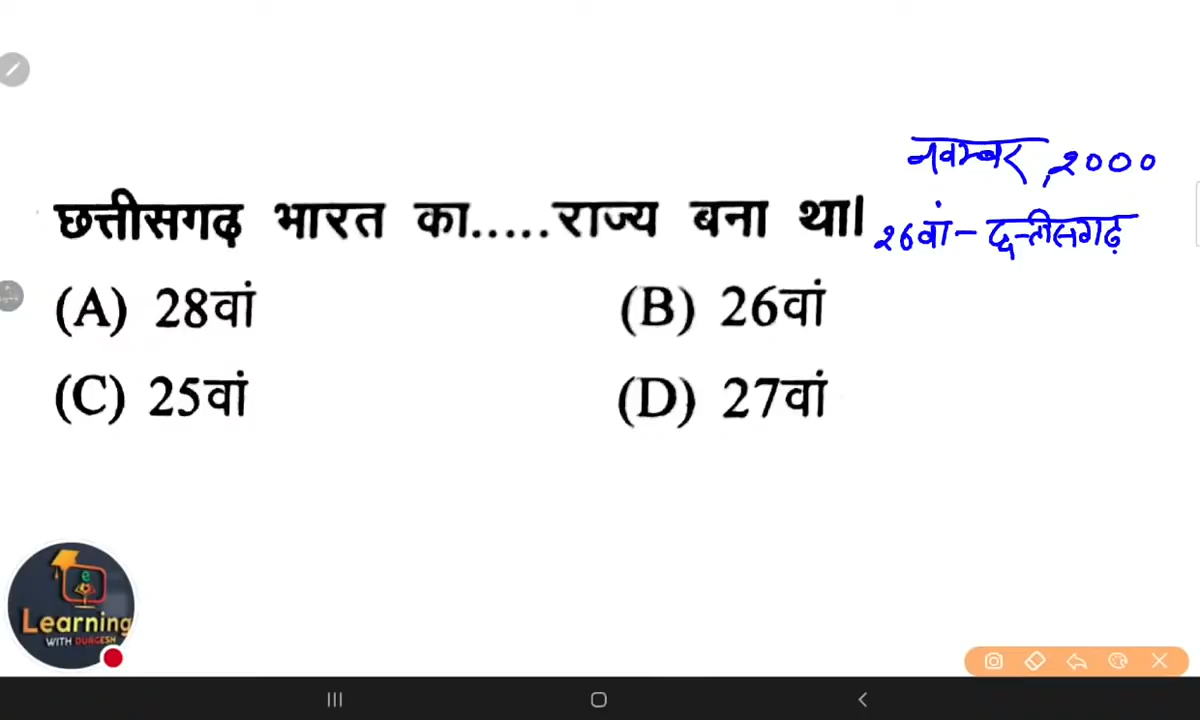 नवम्बर, 2000
छत्तीसगढ़ भारत का.....राज्य बना था।
26वां - छत्तीसगढ़
(A) 28वां
(B) 26वां
(C) 25वां
(D) 27वां
e
Learning
WITH DURGESH